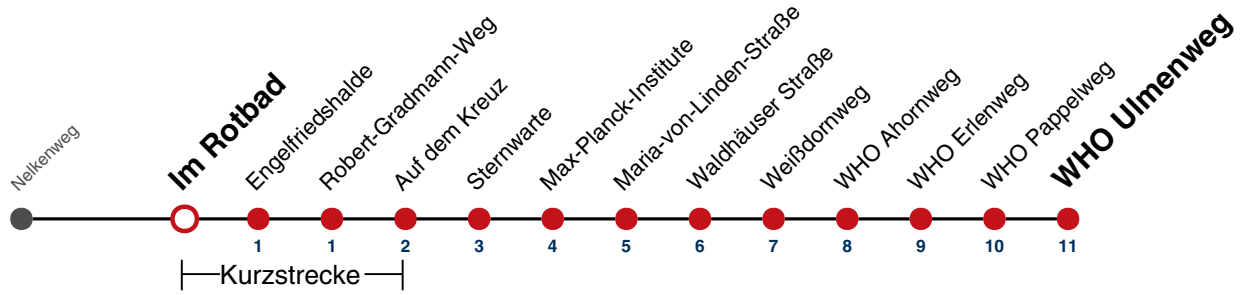 Nelkenweg
Im Rotbad
Engelfriedshalde
Robert-Gradmann-Weg
Auf dem Kreuz
Sternwarte
Max-Planck-Institute
Maria-von-Linden-Straße
Waldhäuser Straße
Weißdornweg
WHO Ahornweg
WHO Erlenweg
WHO Pappelweg
WHO Ulmenweg
1 1 2 3 4 5 6 7 8 9 10 11
Kurzstrecke